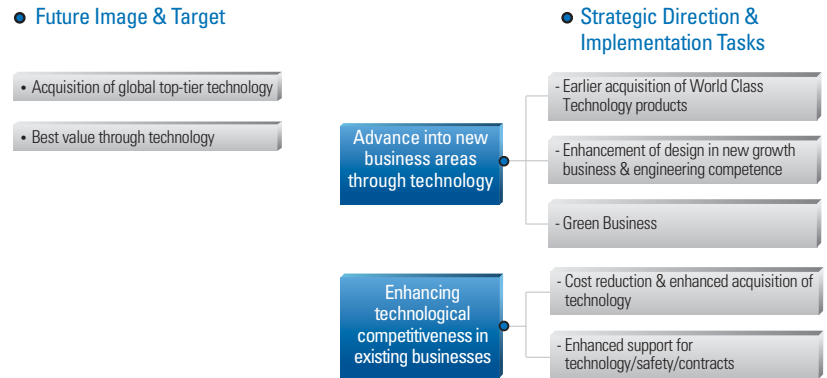 Future Image & Target
• Acquisition of global top-tier technology
• Best value through technology
Strategic Direction &
Implementation Tasks
Advance into new
business areas
through technology
- Earlier acquisition of World Class
Technology products
- Enhancement of design in new growth
business & engineering competence
- Green Business
Enhancing
technological
competitiveness in
existing businesses
- Cost reduction & enhanced acquisition of
technology
- Enhanced support for
technology/safety/contracts